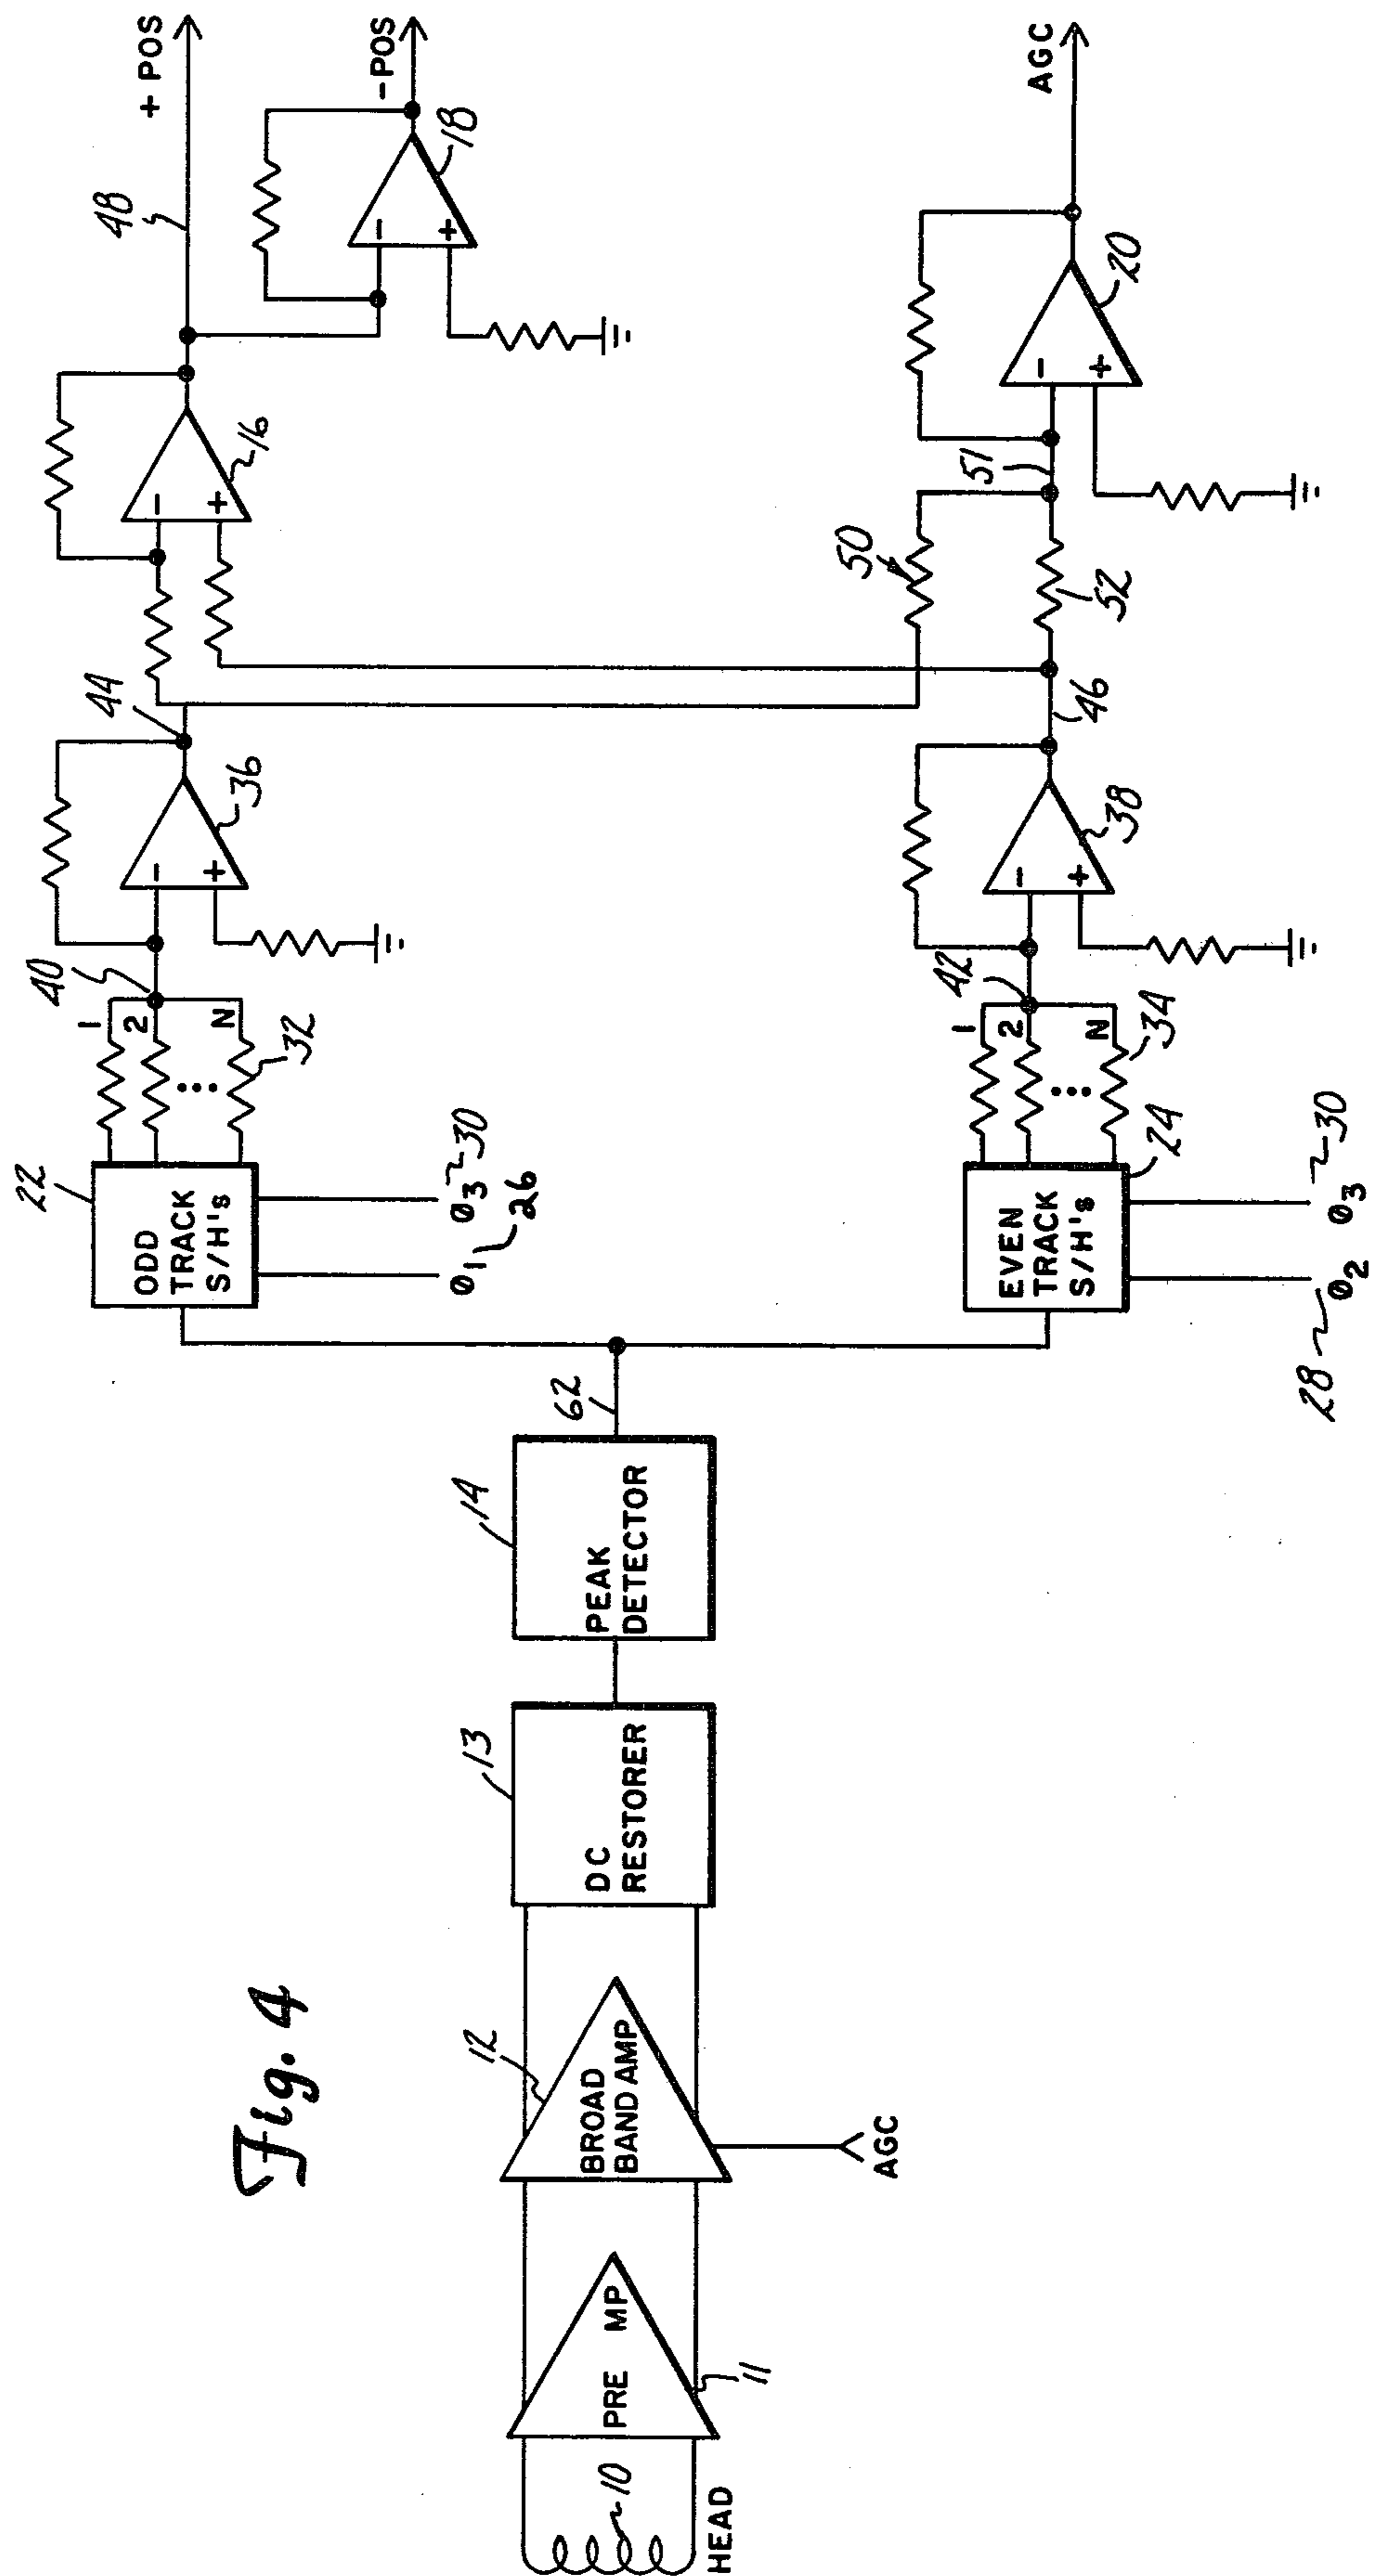 Fig. 4
HEAD
10
PRE MP
11
BROAD
BAND AMP
12
AGC
DC
RESTORER
13
PEAK
DETECTOR
14
62
ODD
TRACK
S/H's
22
Ø1
26
Ø3
30
1
2
N
32
40
-
+
36
44
-
+
16
48
+ POS
-
+
18
- POS
EVEN
TRACK
S/H's
24
28
Ø2
Ø3
30
1
2
N
34
42
-
+
38
46
50
52
51
-
+
20
AGC